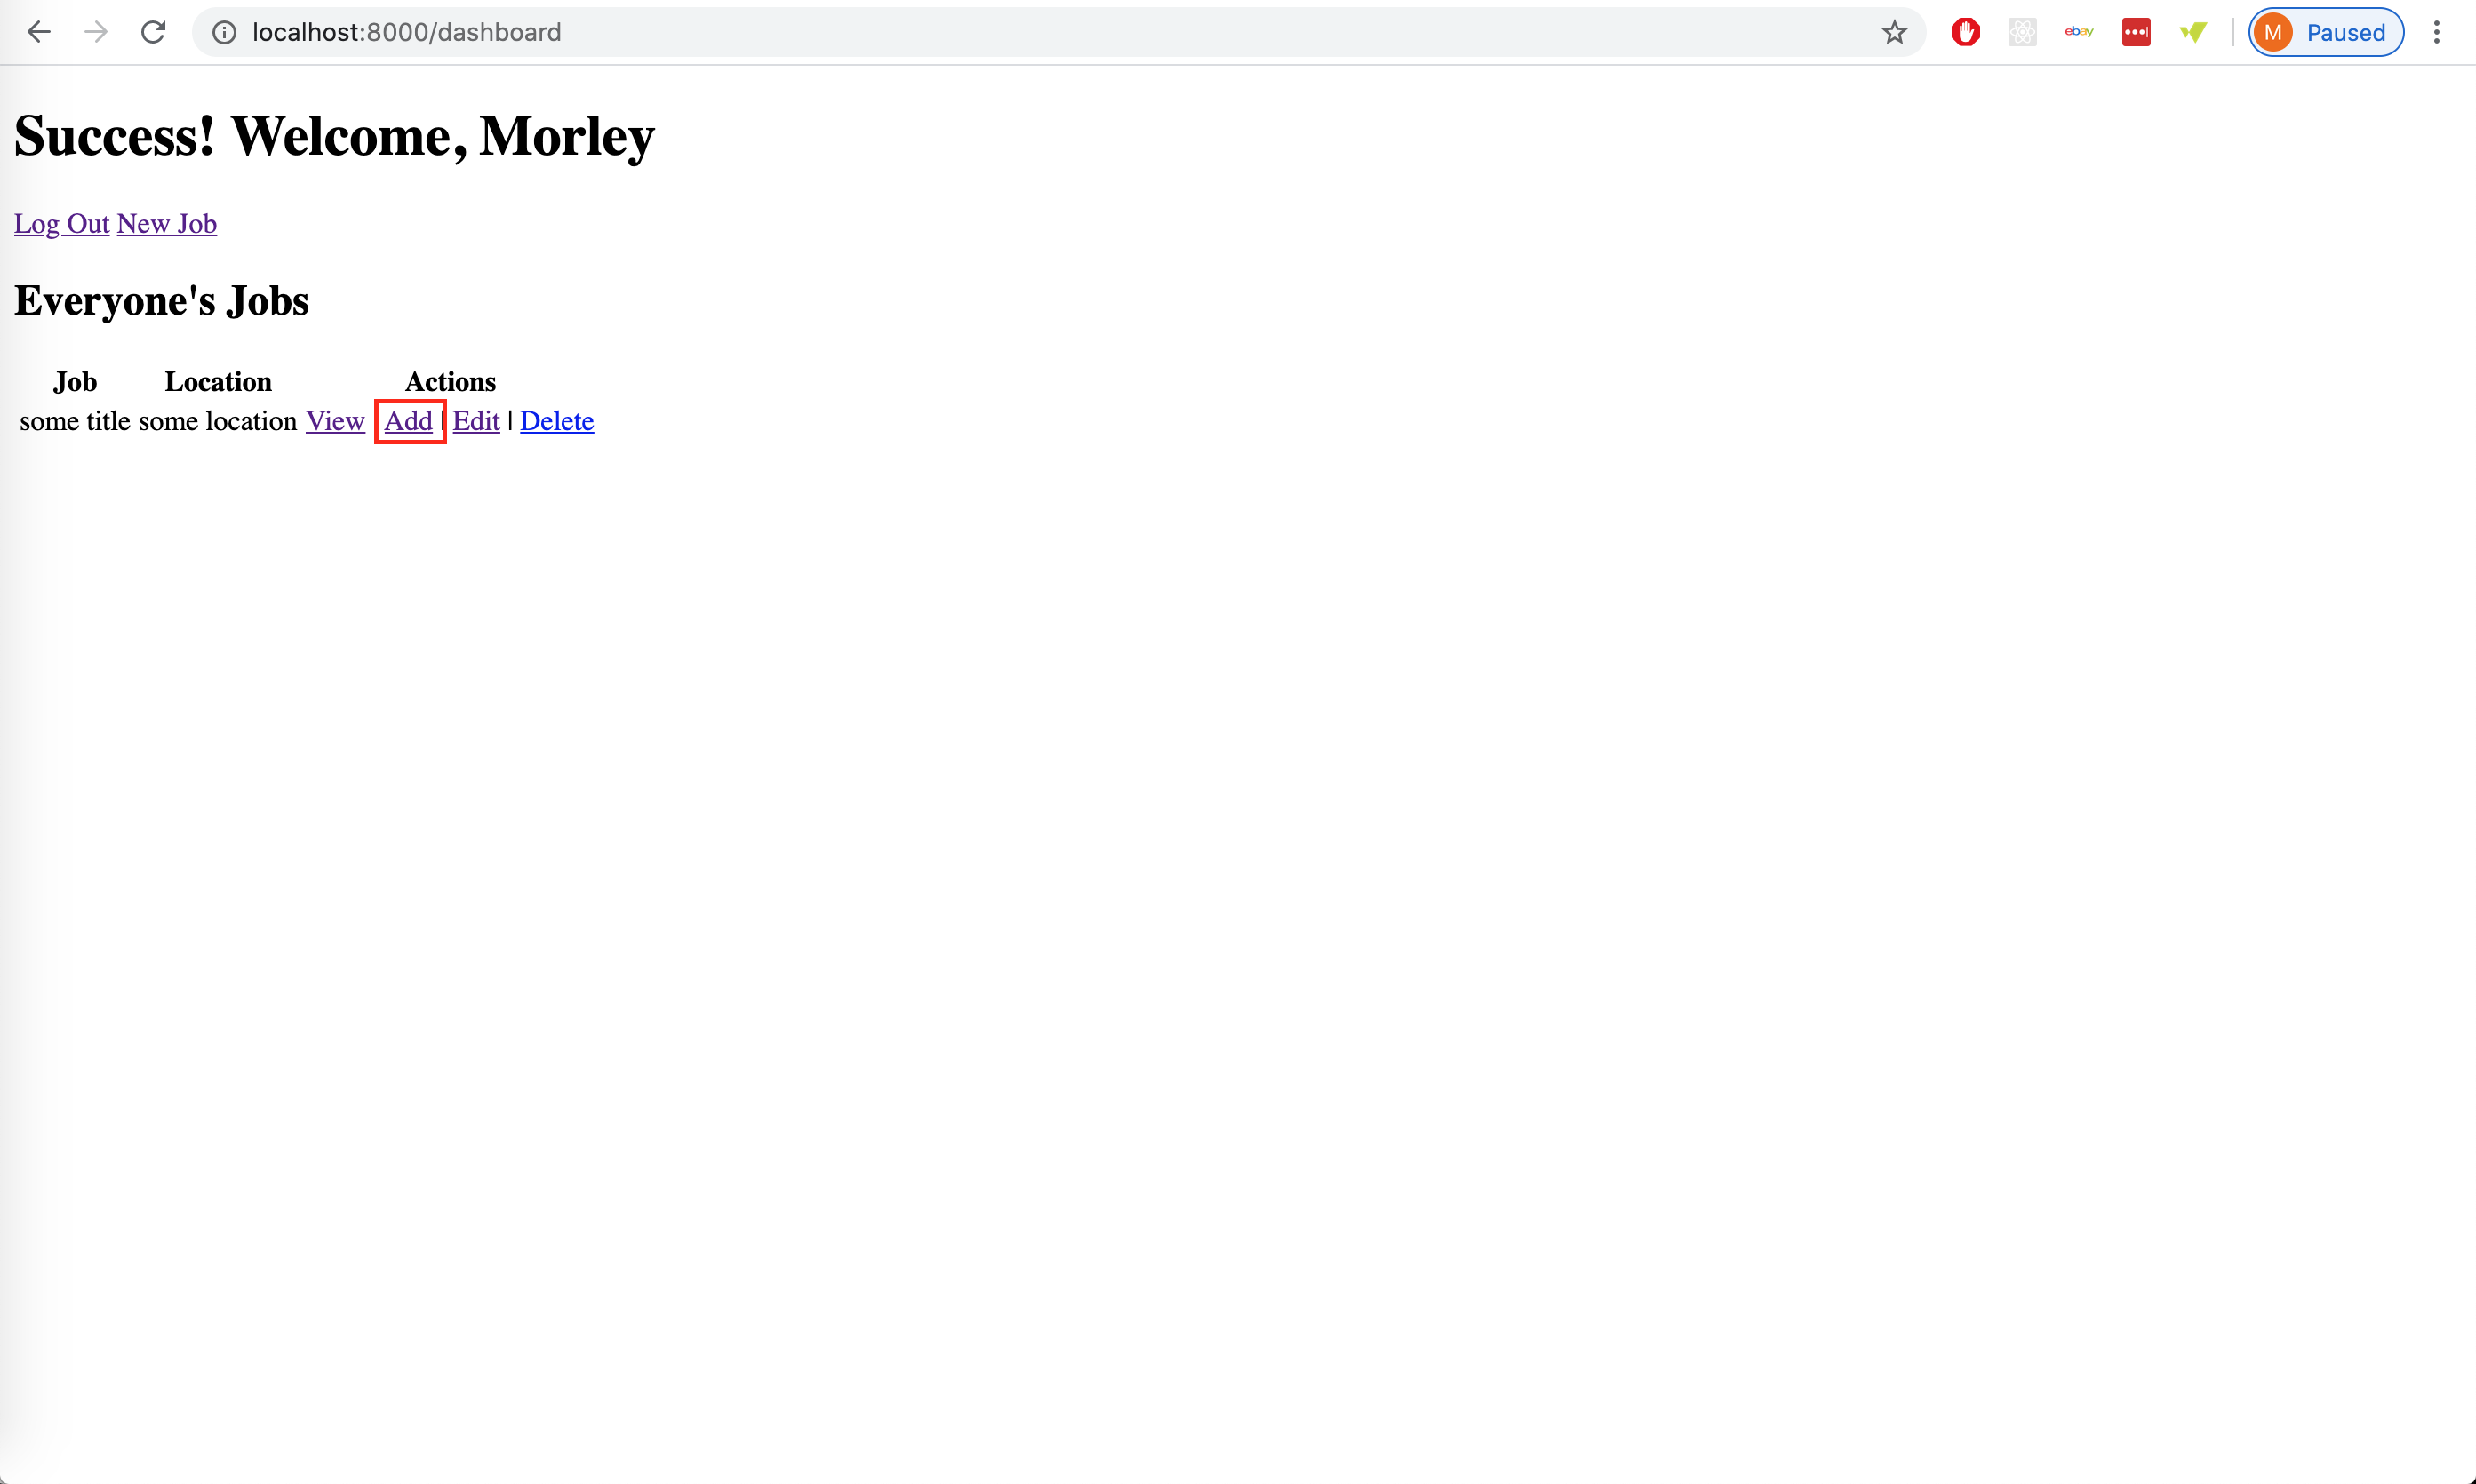 localhost:8000/dashboard
ebay
M Paused
Success! Welcome, Morley
Log Out New Job
Everyone's Jobs
Job Location Actions
some title some location View Add | Edit | Delete